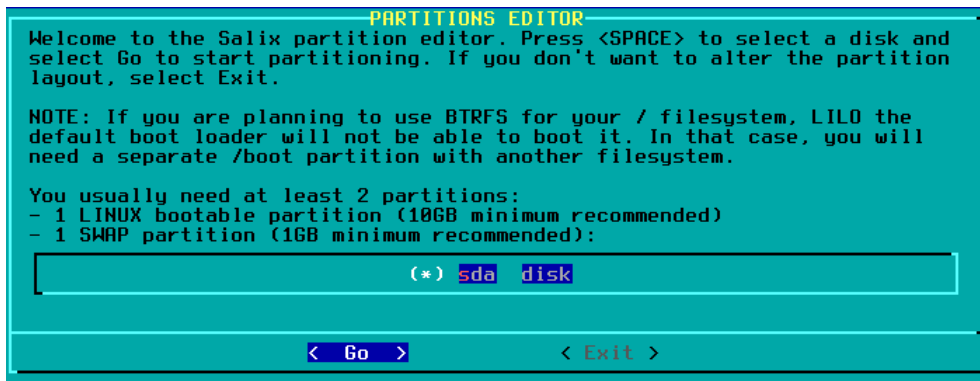 PARTITIONS EDITOR
Welcome to the Salix partition editor. Press <SPACE> to select a disk and
select Go to start partitioning. If you don't want to alter the partition
layout, select Exit.
NOTE: If you are planning to use BTRFS for your / filesystem, LILO the
default boot loader will not be able to boot it. In that case, you will
need a separate /boot partition with another filesystem.
You usually need at least 2 partitions:
- 1 LINUX bootable partition (10GB minimum recommended)
- 1 SWAP partition (1GB minimum recommended):
(*) sda disk
< Go > < Exit >